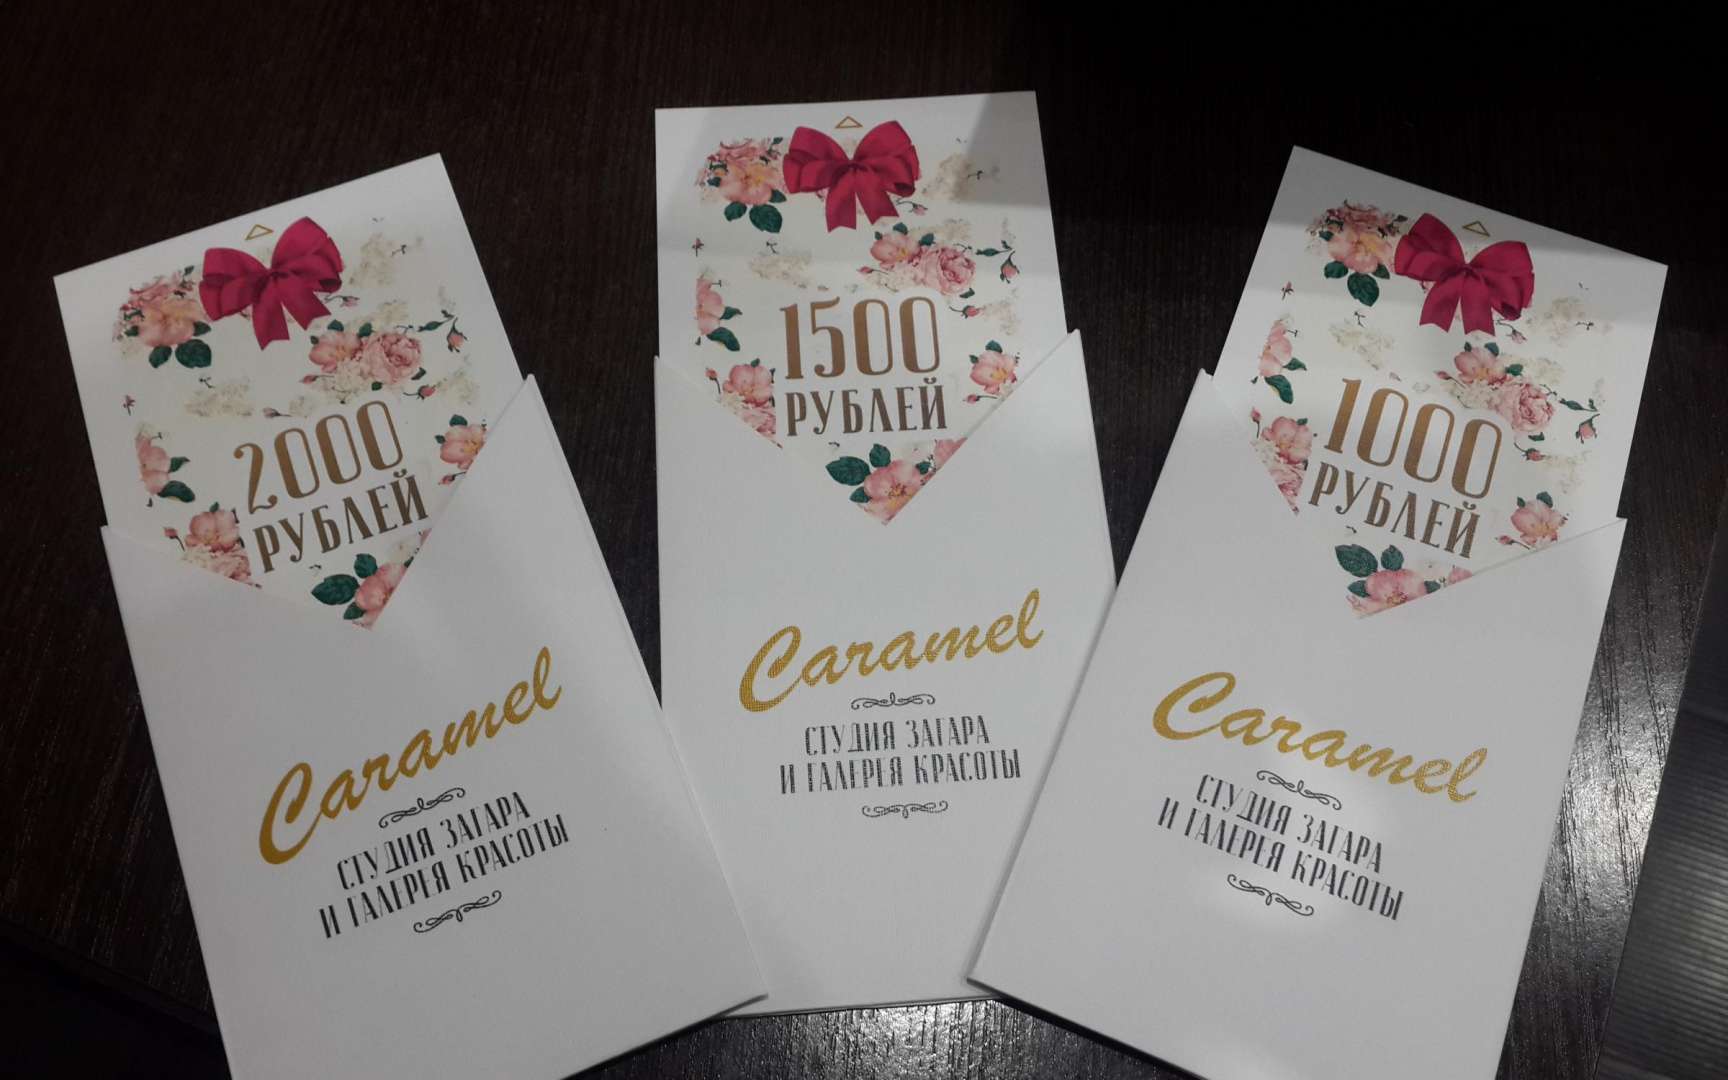 2000
РУБЛЕЙ
Caramel
СТУДИЯ ЗАГАРА
И ГАЛЕРЕЯ КРАСОТЫ
1500
РУБЛЕЙ
Caramel
СТУДИЯ ЗАГАРА
И ГАЛЕРЕЯ КРАСОТЫ
1000
РУБЛЕЙ
Caramel
СТУДИЯ ЗАГАРА
И ГАЛЕРЕЯ КРАСОТЫ